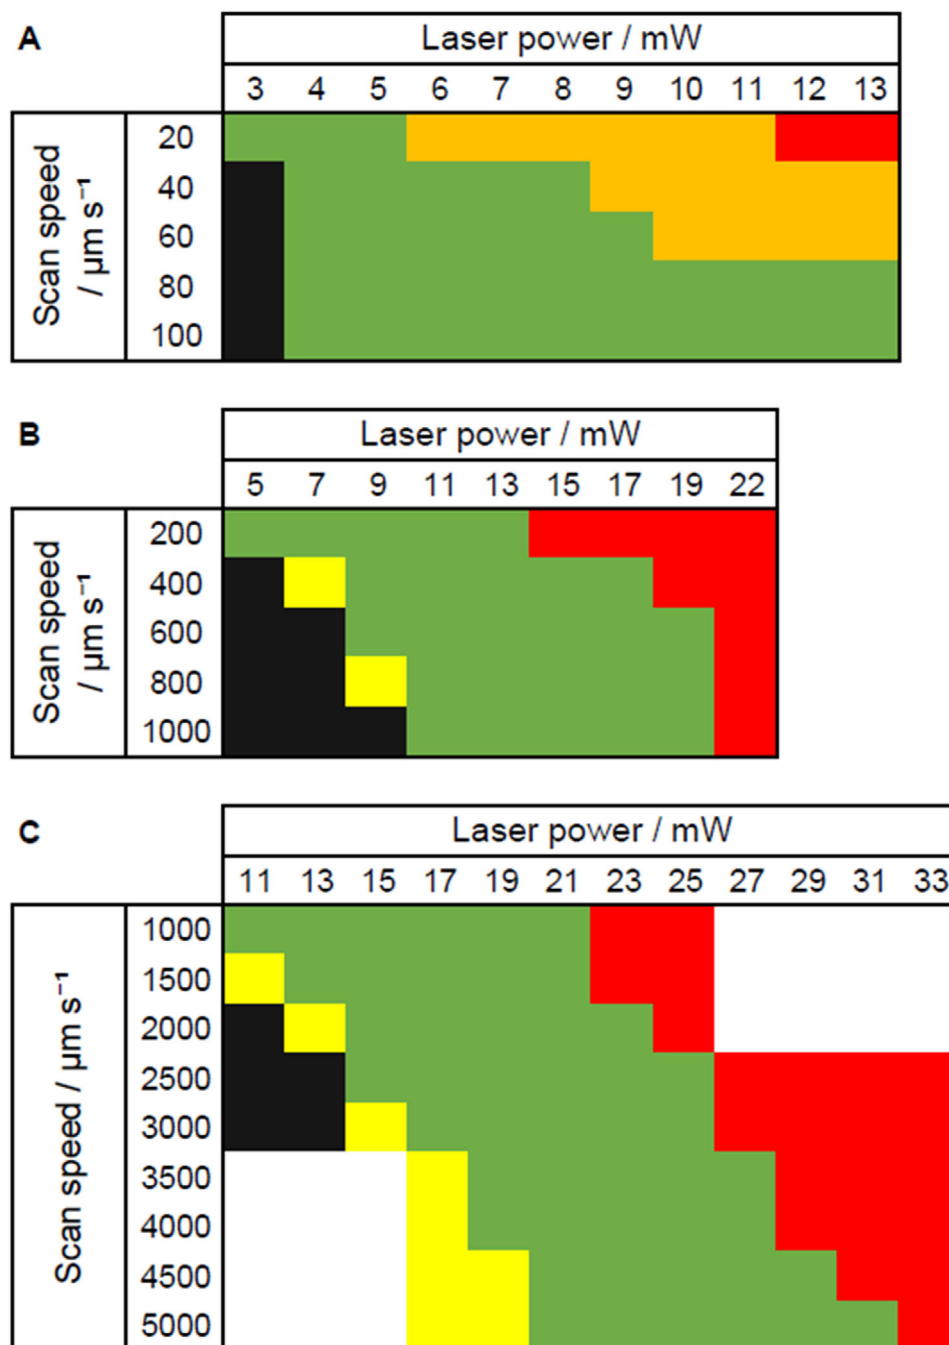 A
Laser power / mW
3 4 5 6 7 8 9 10 11 12 13
Scan speed
/ µm s⁻¹
20
40
60
80
100
B
Laser power / mW
5 7 9 11 13 15 17 19 22
Scan speed
/ µm s⁻¹
200
400
600
800
1000
C
Laser power / mW
11 13 15 17 19 21 23 25 27 29 31 33
Scan speed / µm s⁻¹
1000
1500
2000
2500
3000
3500
4000
4500
5000